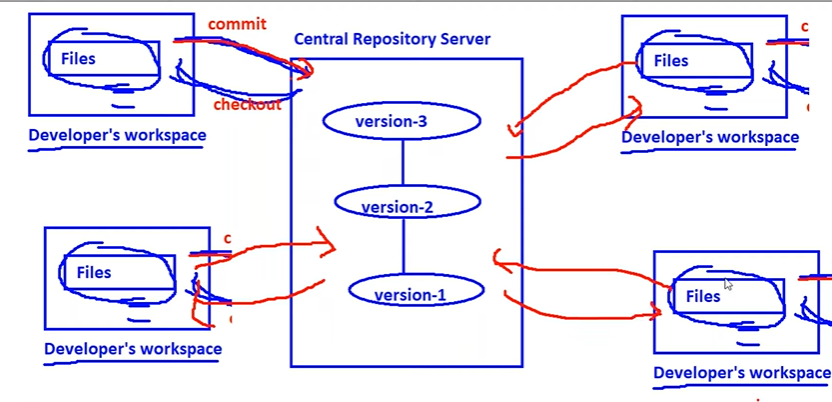 commit
Central Repository Server
Files
checkout
Developer's workspace
c
Files
Developer's workspace
version-3
version-2
version-1
c
Files
Developer's workspace
Files
Developer's workspace